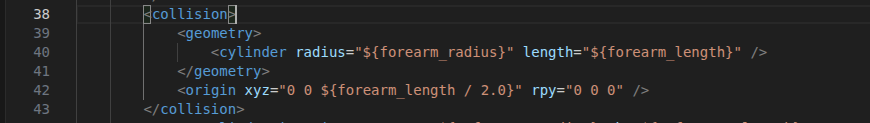 38 <collision>
39 <geometry>
40 <cylinder radius="${forearm_radius}" length="${forearm_length}" />
41 </geometry>
42 <origin xyz="0 0 ${forearm_length / 2.0}" rpy="0 0 0" />
43 </collision>